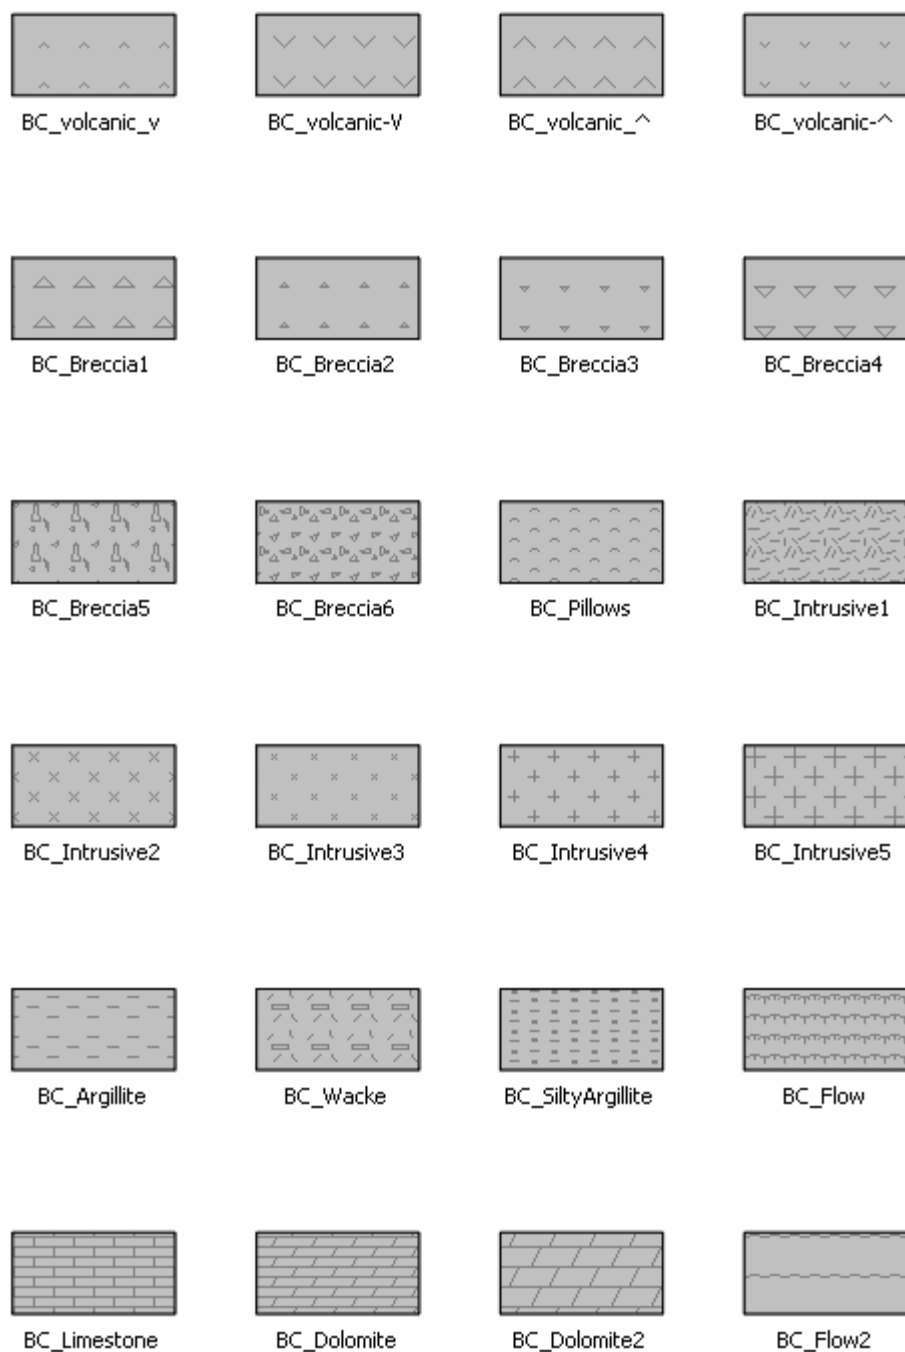 BC_volcanic_v BC_volcanic-V BC_volcanic_^ BC_volcanic-^
BC_Breccia1 BC_Breccia2 BC_Breccia3 BC_Breccia4
BC_Breccia5 BC_Breccia6 BC_Pillows BC_Intrusive1
BC_Intrusive2 BC_Intrusive3 BC_Intrusive4 BC_Intrusive5
BC_Argillite BC_Wacke BC_SiltyArgillite BC_Flow
BC_Limestone BC_Dolomite BC_Dolomite2 BC_Flow2